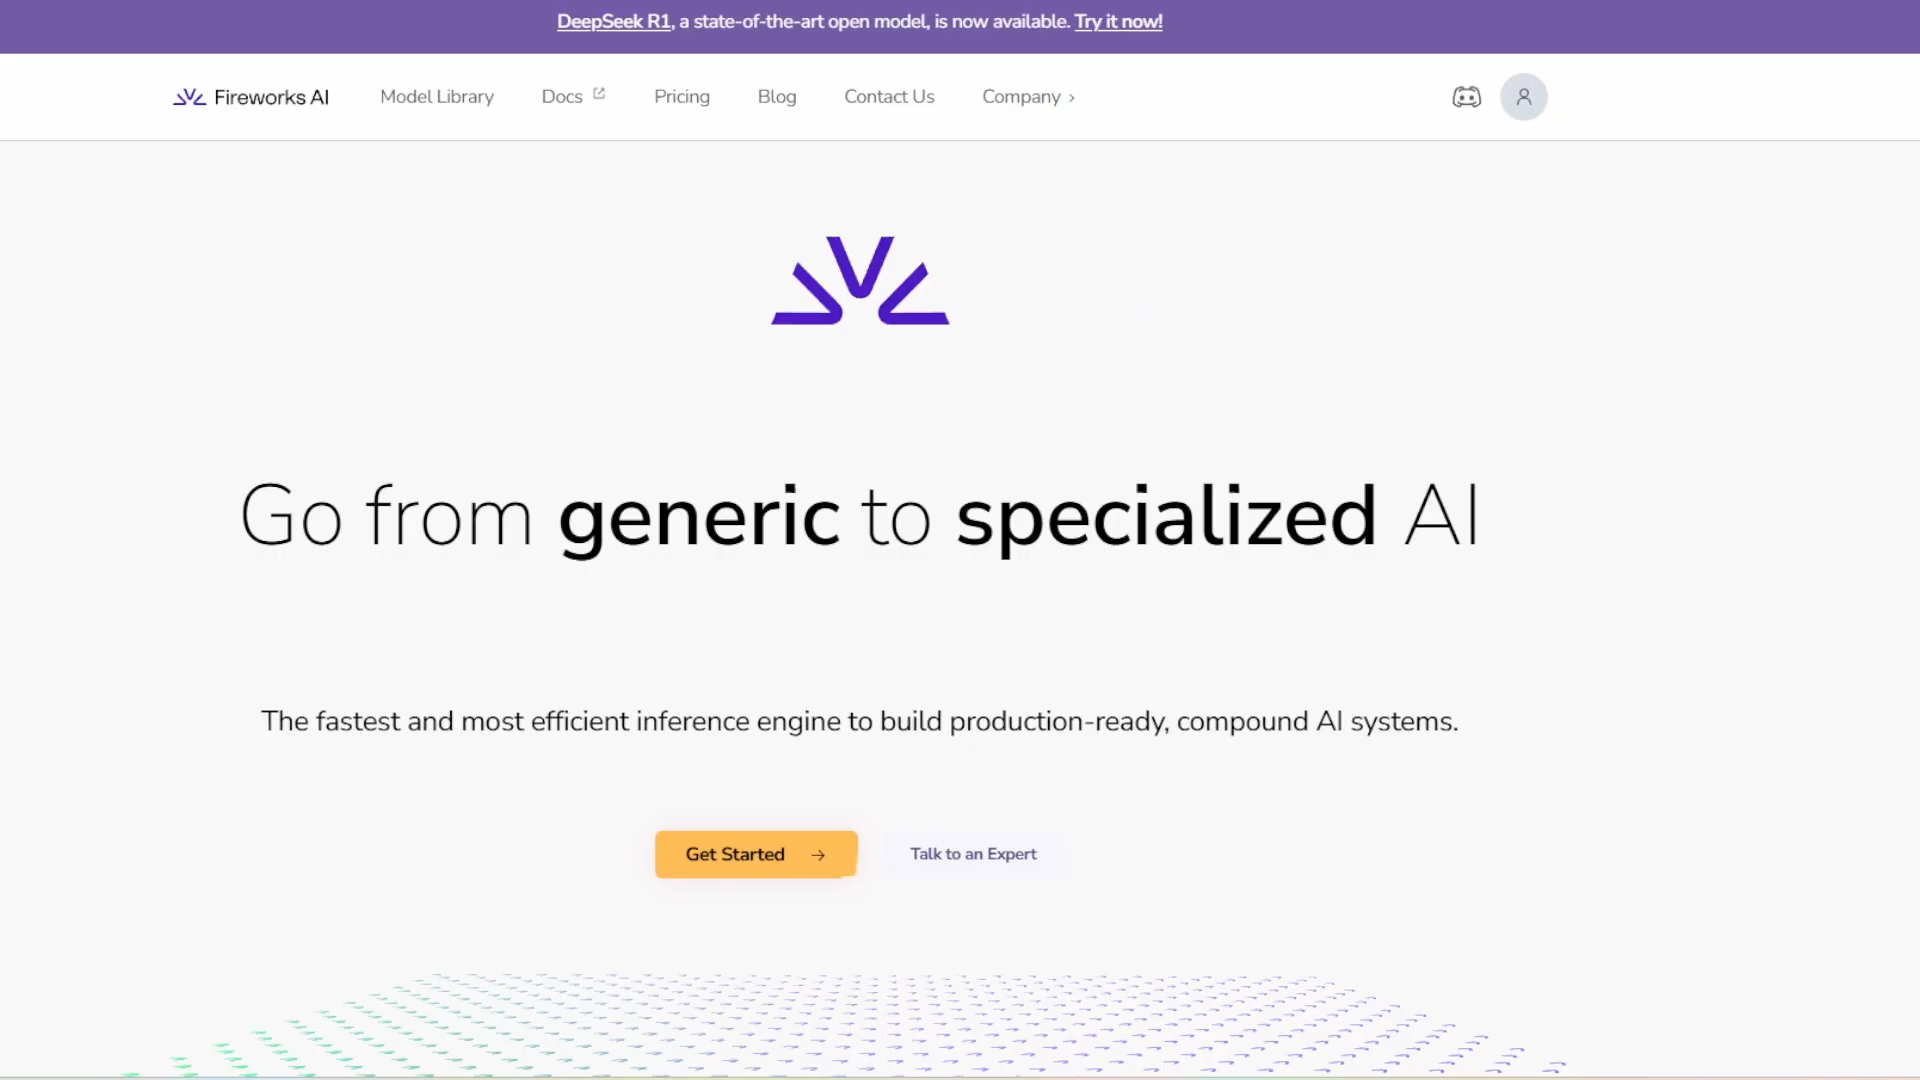 DeepSeek R1, a state-of-the-art open model, is now available. Try it now!
Fireworks AI Model Library Docs Pricing Blog Contact Us Company ›
Go from generic to specialized AI
The fastest and most efficient inference engine to build production-ready, compound AI systems.
Get Started → Talk to an Expert